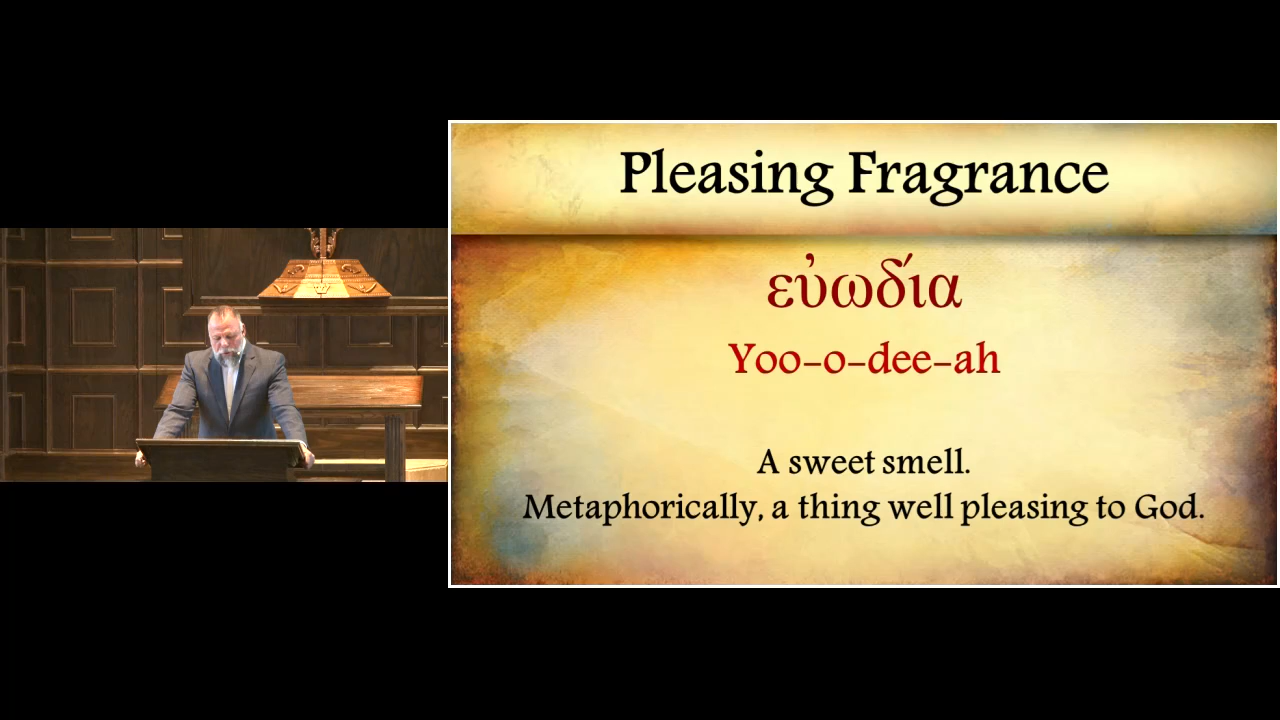 Pleasing Fragrance
εὐωδία
Yoo-o-dee-ah
A sweet smell.
Metaphorically, a thing well pleasing to God.